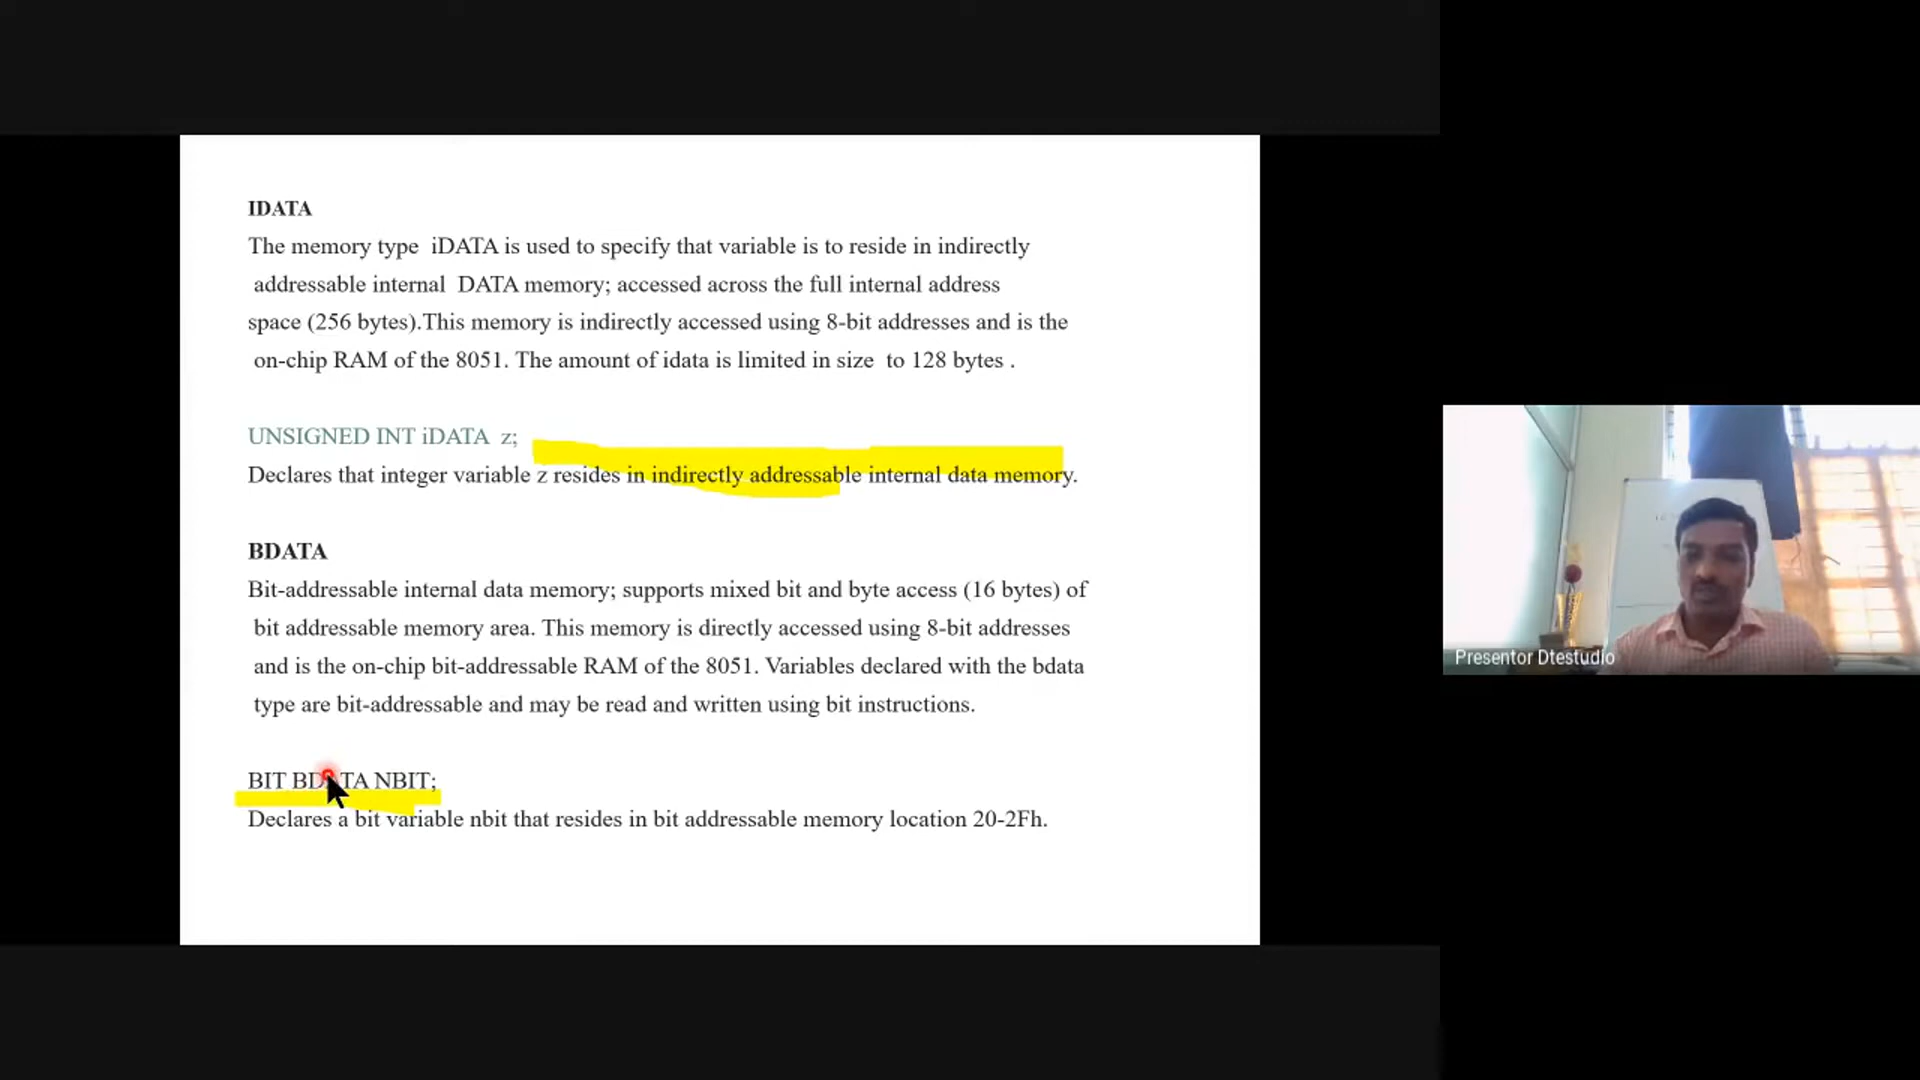 IDATA
The memory type iDATA is used to specify that variable is to reside in indirectly
addressable internal DATA memory; accessed across the full internal address
space (256 bytes).This memory is indirectly accessed using 8-bit addresses and is the
on-chip RAM of the 8051. The amount of idata is limited in size to 128 bytes .
UNSIGNED INT iDATA z;
Declares that integer variable z resides in indirectly addressable internal data memory.
BDATA
Bit-addressable internal data memory; supports mixed bit and byte access (16 bytes) of
bit addressable memory area. This memory is directly accessed using 8-bit addresses
and is the on-chip bit-addressable RAM of the 8051. Variables declared with the bdata
type are bit-addressable and may be read and written using bit instructions.
BIT BDATA NBIT;
Declares a bit variable nbit that resides in bit addressable memory location 20-2Fh.
Presentor Dtestudio